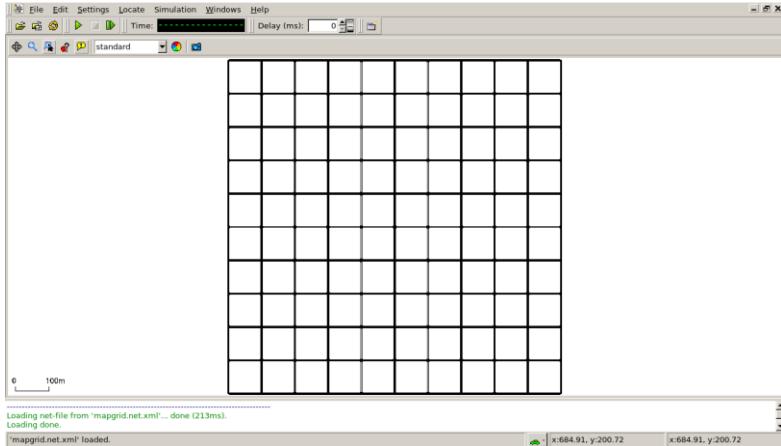 File Edit Settings Locate Simulation Windows Help
Time: Delay (ms): 0
standard
0 100m
Loading net-file from 'mapgrid.net.xml'... done (213ms).
Loading done.
'mapgrid.net.xml' loaded. x:684.91, y:200.72 x:684.91, y:200.72